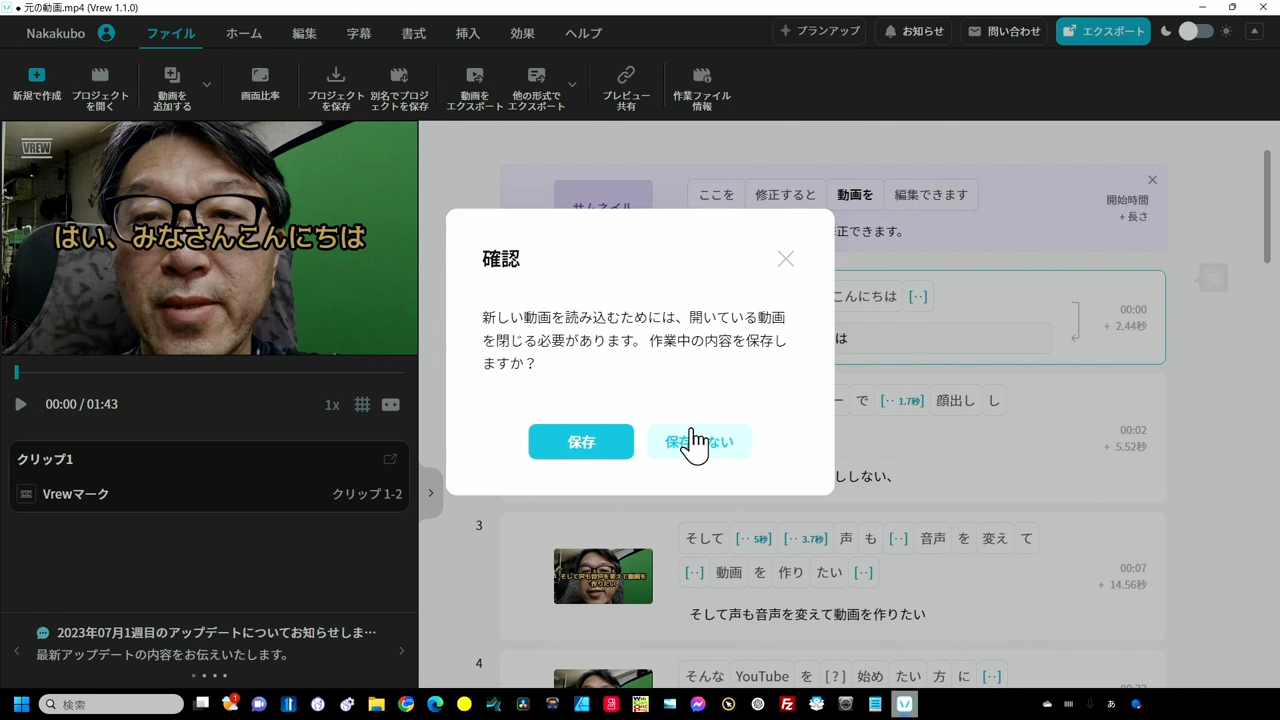 ● 元の動画.mp4 (Vrew 1.1.0)
Nakakubo
ファイル
ホーム
編集
字幕
書式
挿入
効果
ヘルプ
プランアップ
お知らせ
問い合わせ
エクスポート
新規で作成
プロジェクト
を開く
動画を
追加する
画面比率
プロジェクト
を保存
別名でプロジ
ェクトを保存
動画を
エクスポート
他の形式で
エクスポート
プレビュー
共有
作業ファイル
情報
VREW
はい、みなさんこんにちは
00:00 / 01:43
1x
クリップ1
Vrewマーク
クリップ 1-2
2023年07月1週目のアップデートについてお知らせしま…
最新アップデートの内容をお伝えいたします。
ここを 修正すると 動画を 編集できます
開始時間
+ 長さ
正できます。
確認
新しい動画を読み込むためには、開いている動画
を閉じる必要があります。 作業中の内容を保存し
ますか？
保存
こんにちは [··]
は
00:00
+ 2.44秒
で [·· 1.7秒] 顔出し し
00:02
+ 5.52秒
ししない、
3
そして [·· 5秒] [·· 3.7秒] 声 も [··] 音声 を 変え て
[··] 動画 を 作り たい [··]
そして声も音声を変えて動画を作りたい
00:07
+ 14.56秒
そして声も音声を変えて動画を
作りたい
4
そんな YouTube を [?] 始め たい 方 に [··]
検索